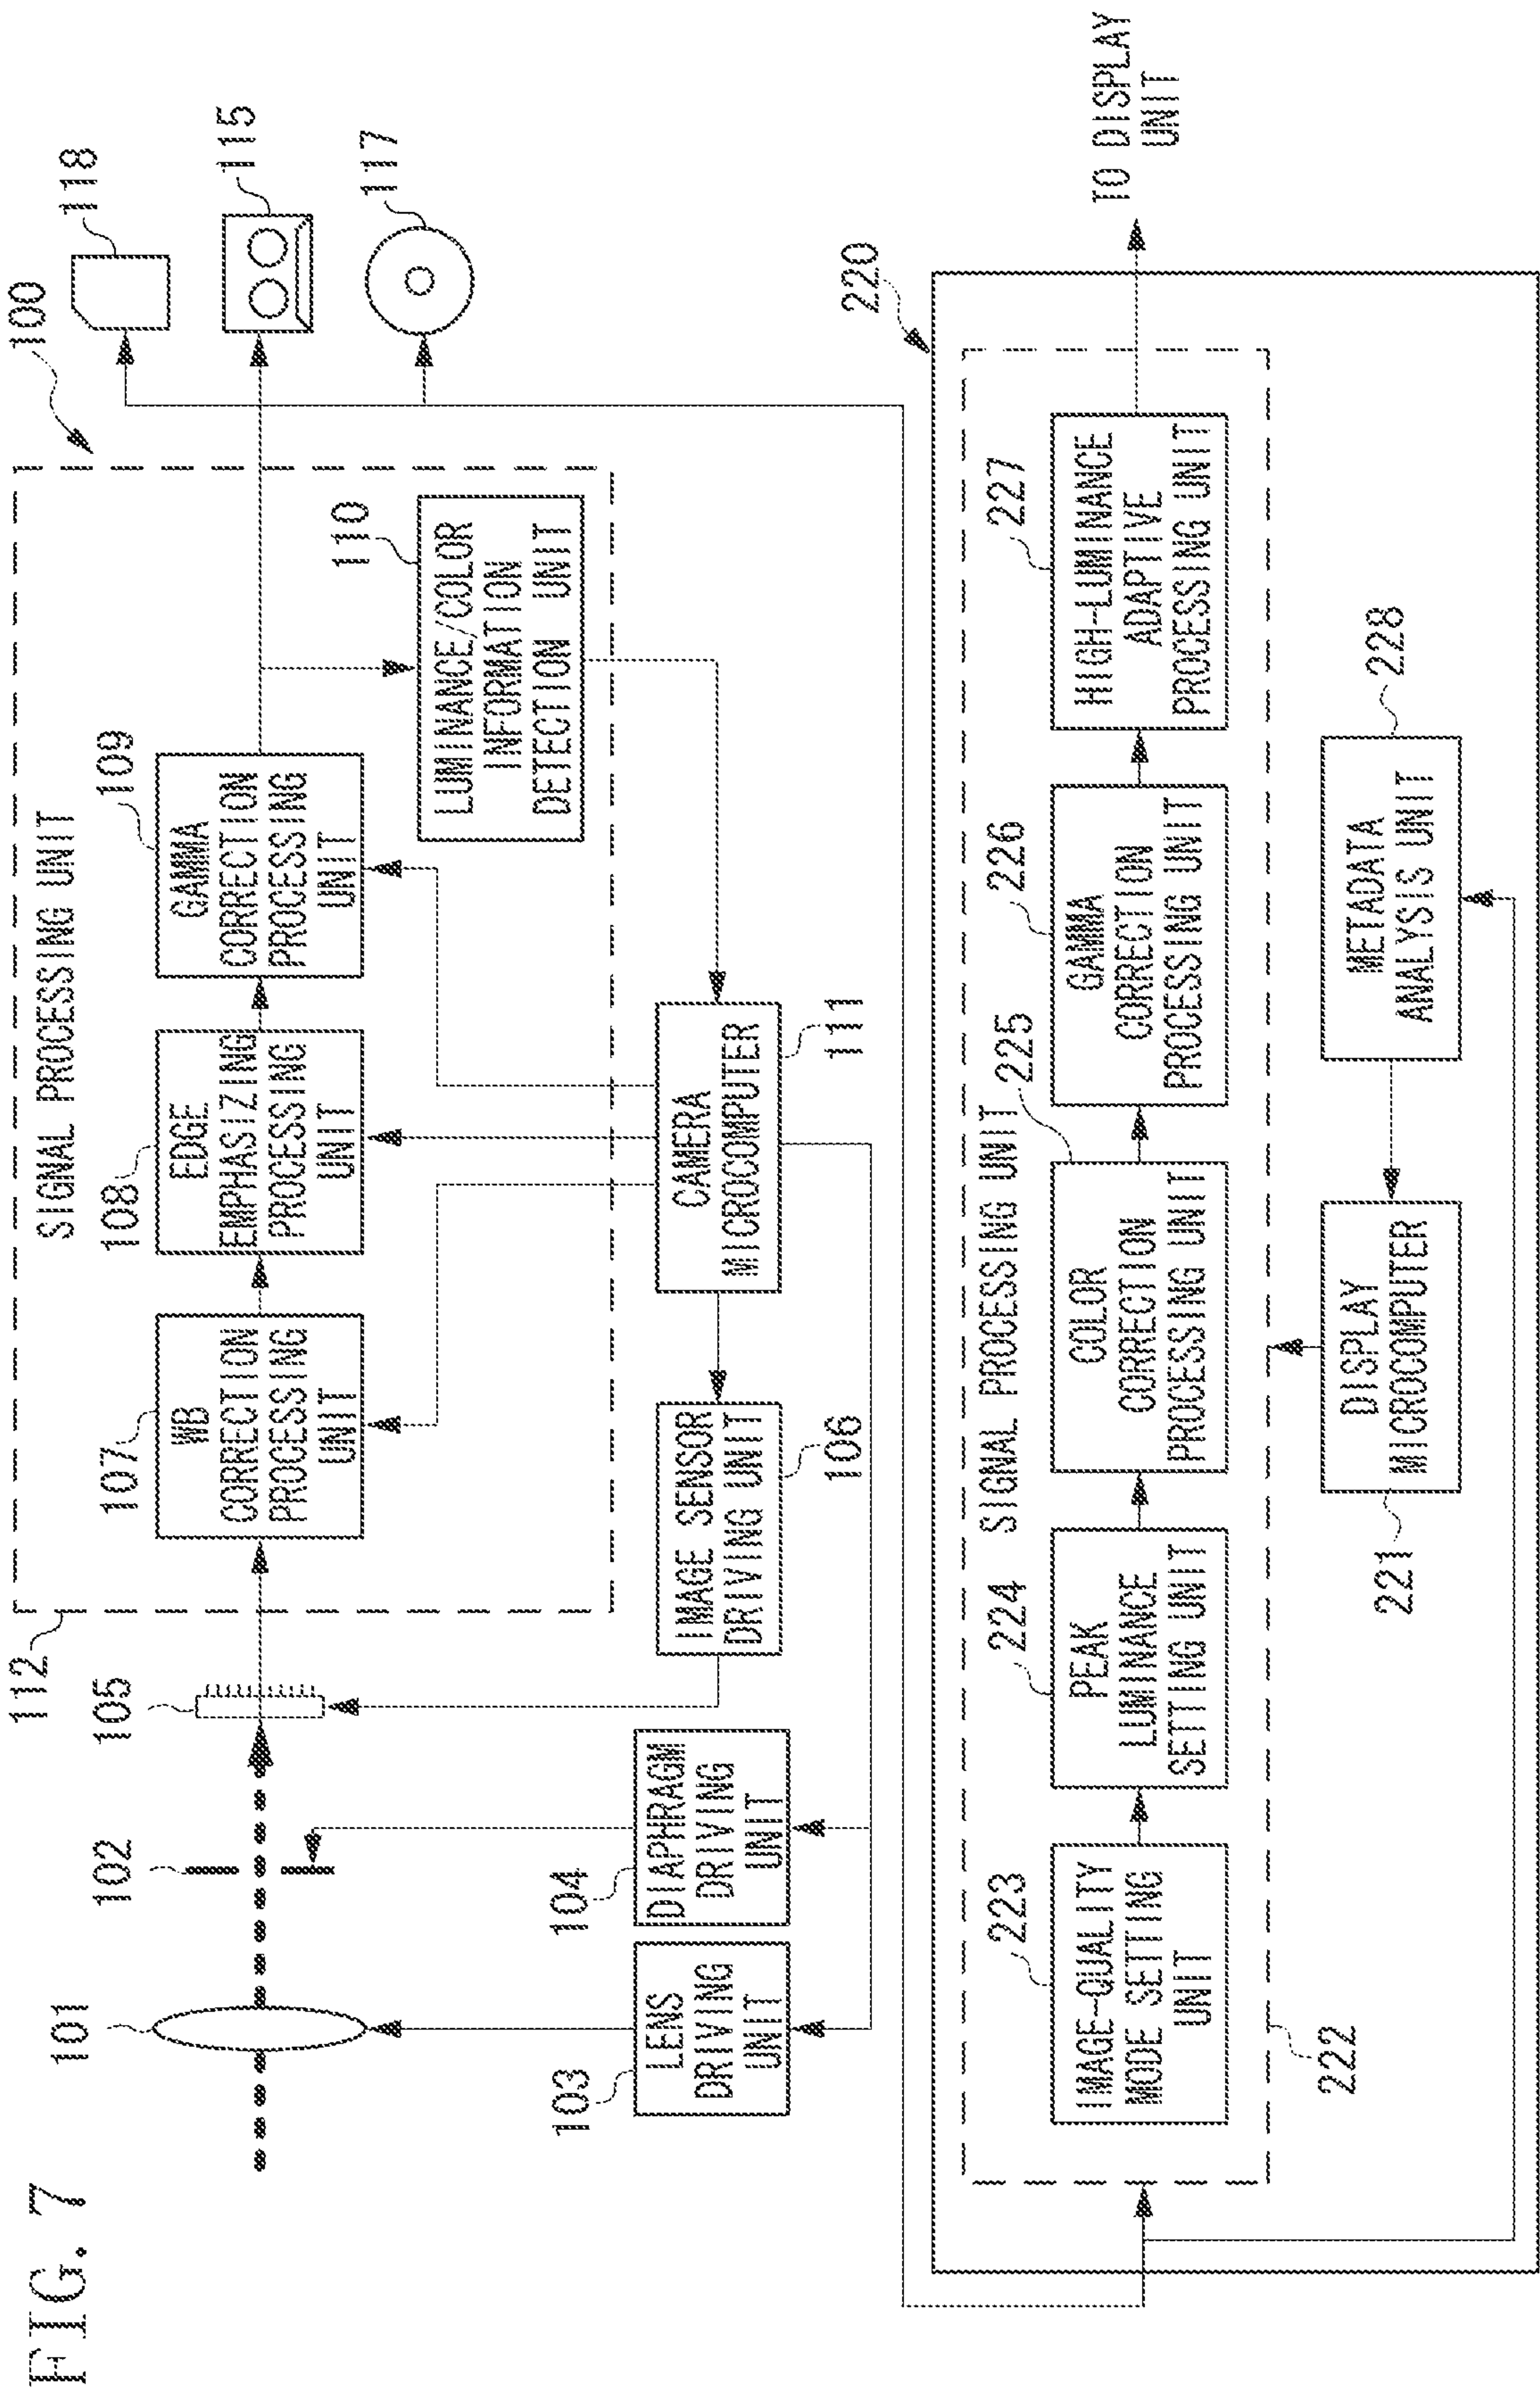 FIG. 7
100
118
115
117
SIGNAL PROCESSING UNIT
112
101
102
105
107
WB
CORRECTION
PROCESSING
UNIT
108
EDGE
EMPHASIZING
PROCESSING
UNIT
109
GAMMA
CORRECTION
PROCESSING
UNIT
110
LUMINANCE/COLOR
INFORMATION
DETECTION UNIT
103
LENS
DRIVING
UNIT
104
DIAPHRAGM
DRIVING
UNIT
IMAGE SENSOR
DRIVING UNIT
106
CAMERA
MICROCOMPUTER
111
220
TO DISPLAY
UNIT
SIGNAL PROCESSING UNIT
223
IMAGE-QUALITY
MODE SETTING
UNIT
224
PEAK
LUMINANCE
SETTING UNIT
225
COLOR
CORRECTION
PROCESSING UNIT
226
GAMMA
CORRECTION
PROCESSING UNIT
227
HIGH-LUMINANCE
ADAPTIVE
PROCESSING UNIT
222
221
DISPLAY
MICROCOMPUTER
METADATA
ANALYSIS UNIT
228